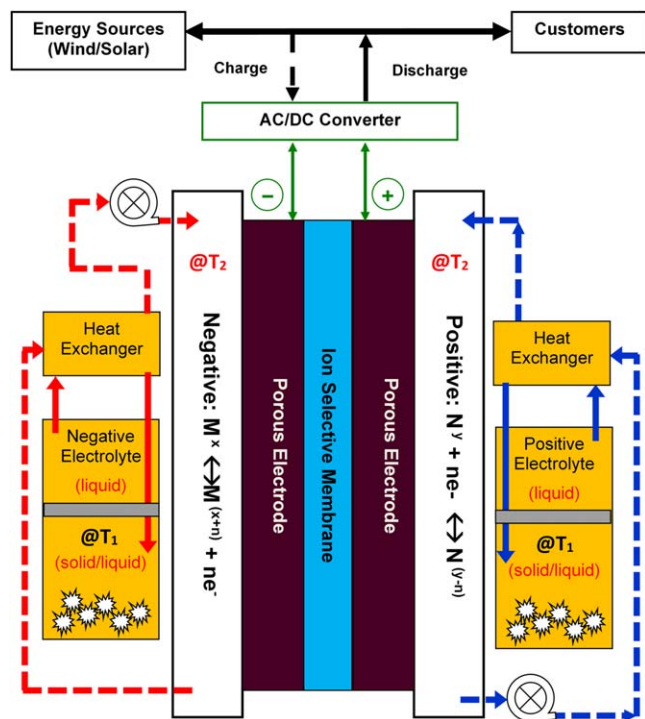 Energy Sources
(Wind/Solar)
Customers
Charge
Discharge
AC/DC Converter
−
+
@T₂
@T₂
Heat
Exchanger
Negative
Electrolyte
(liquid)
@T₁
(solid/liquid)
Negative: M ˣ ↔ M ⁽ˣ⁺ⁿ⁾ + ne⁻
Porous Electrode
Ion Selective Membrane
Porous Electrode
Positive: N ʸ + ne- ↔ N ⁽ʸ⁻ⁿ⁾
Heat
Exchanger
Positive
Electrolyte
(liquid)
@T₁
(solid/liquid)